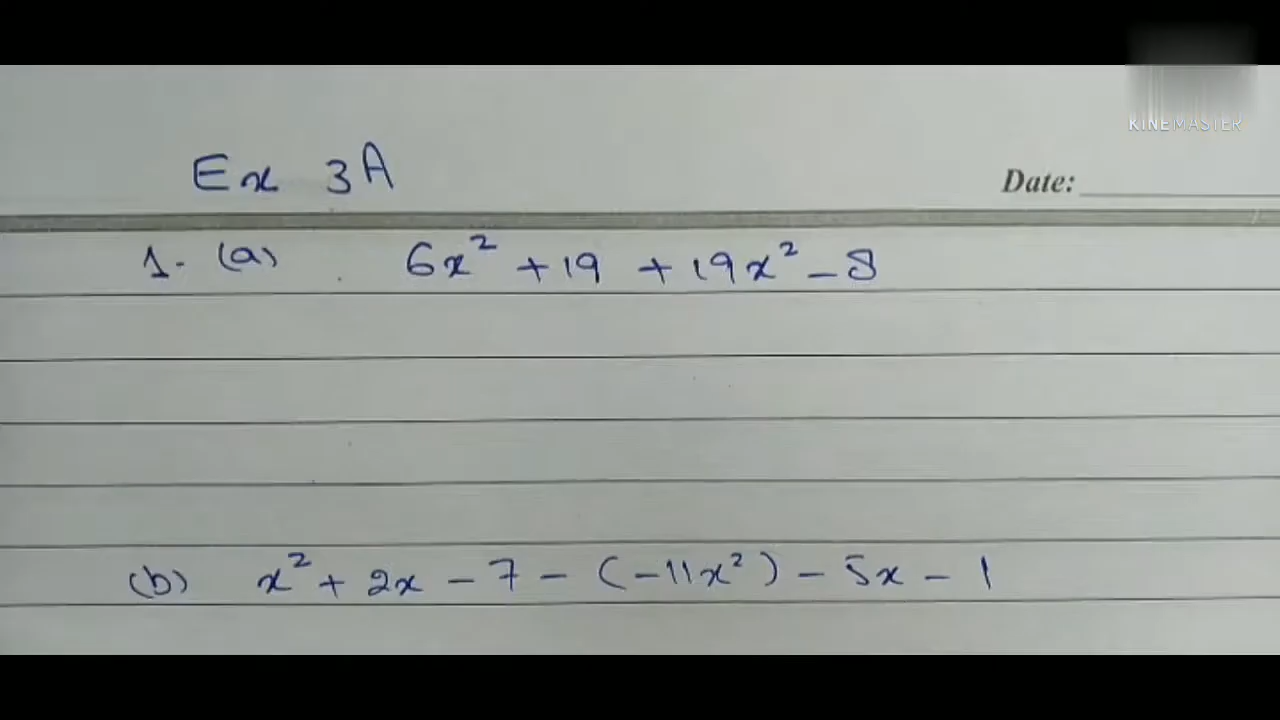 KINEMASTER
Ex 3A
Date:
1. (a) 6x² + 19 + 19x² - 8
(b) x² + 2x - 7 - (-11x²) - 5x - 1